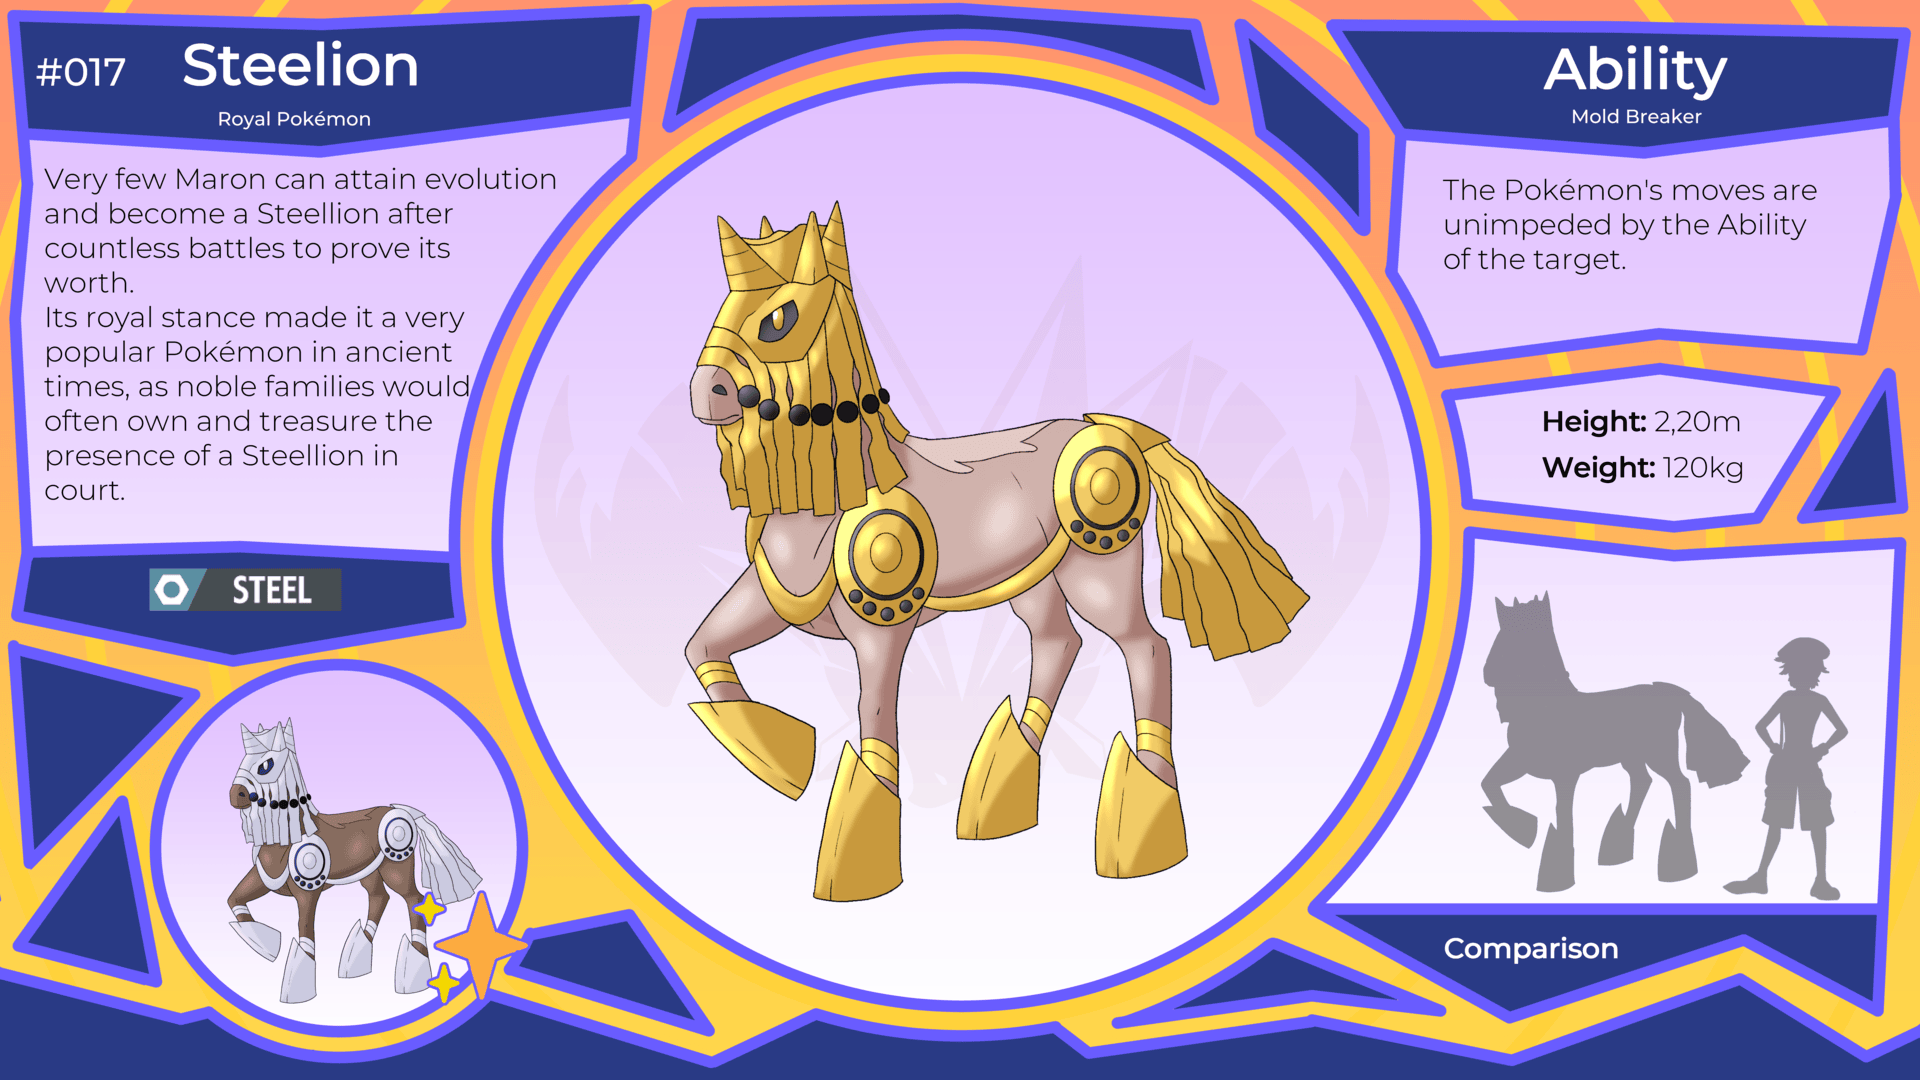 #017 Steelion
Royal Pokémon
Very few Maron can attain evolution
and become a Steellion after
countless battles to prove its
worth.
Its royal stance made it a very
popular Pokémon in ancient
times, as noble families would
often own and treasure the
presence of a Steellion in
court.
STEEL
Ability
Mold Breaker
The Pokémon's moves are
unimpeded by the Ability
of the target.
Height: 2,20m
Weight: 120kg
Comparison